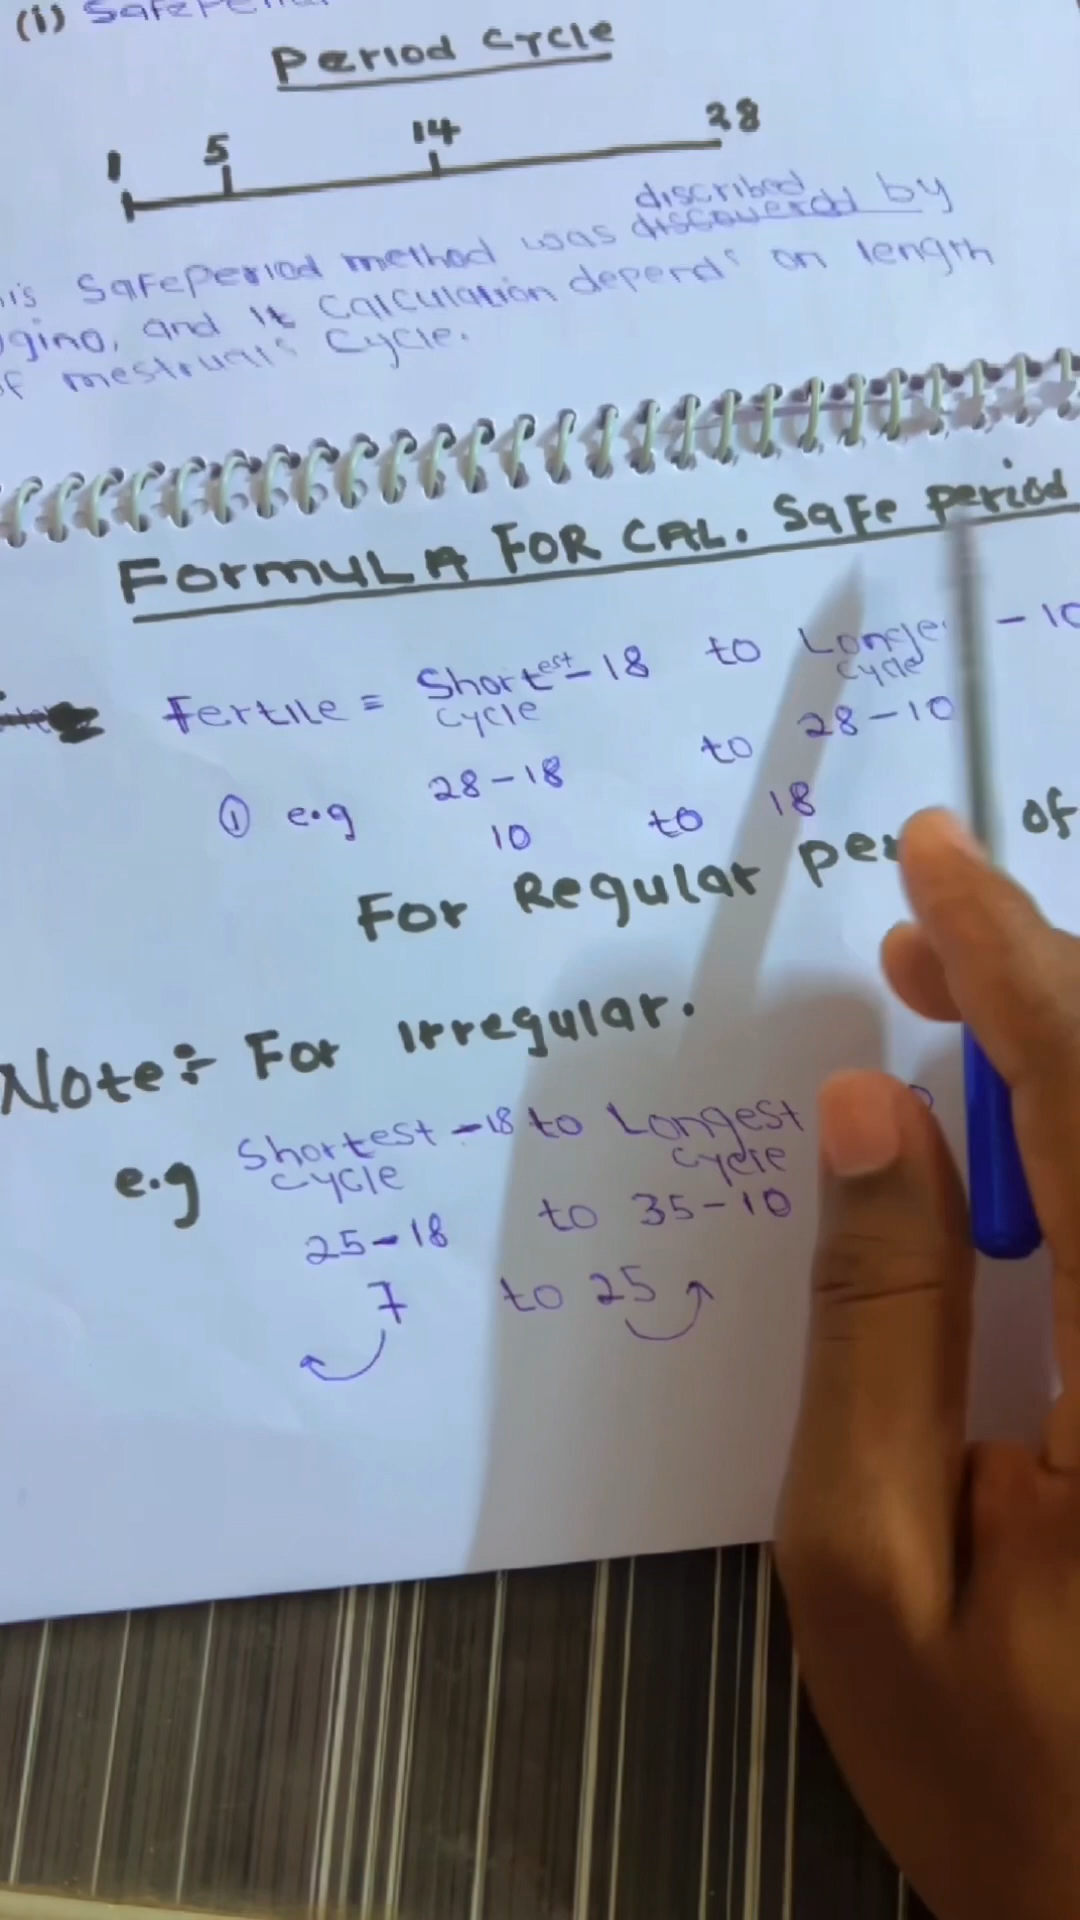 (i) Safe
Period Cycle
1 5 14 28
discribed
Safeperiod method was discovered by
gino, and it calculation depends on length
of mestruals cycle.
FormulA FOR CAL. Safe period
Fertile = Shortest-18 to Longe - 10
cycle cycle
28-18 to 28-10
① e.g 10 to 18
For Regular of
Note:- For Irregular.
e.g Shortest -18 to Longest
cycle cycle
25-18 to 35-10
7 to 25